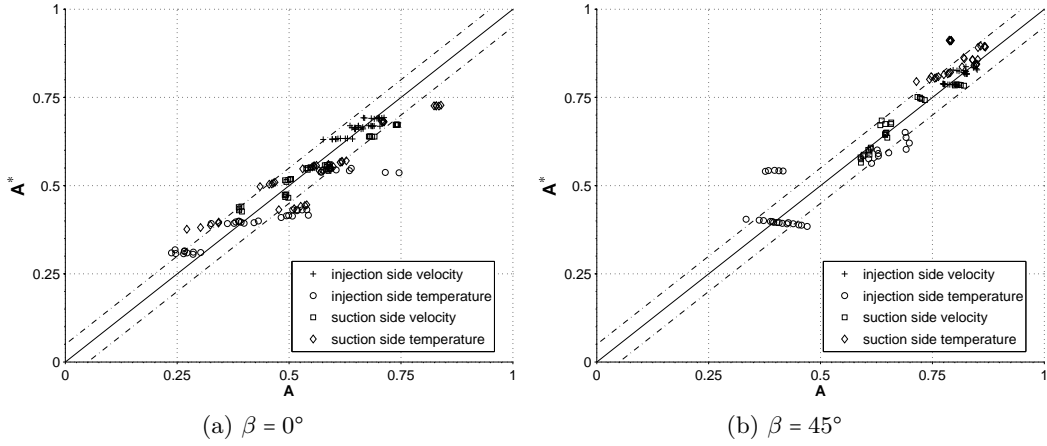 1
0.75
A*
0.5
0.25
0
0
0.25
0.5
0.75
1
A
+ injection side velocity
○ injection side temperature
□ suction side velocity
◇ suction side temperature
(a) β = 0°
1
0.75
A*
0.5
0.25
0
0
0.25
0.5
0.75
1
A
+ injection side velocity
○ injection side temperature
□ suction side velocity
◇ suction side temperature
(b) β = 45°